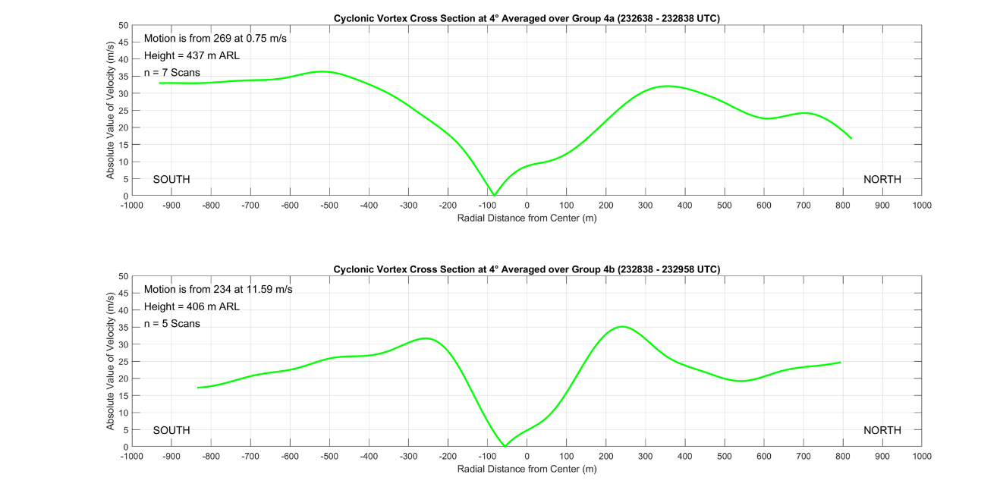 Cyclonic Vortex Cross Section at 4° Averaged over Group 4a (232638 - 232838 UTC)
Absolute Value of Velocity (m/s)
50
45
40
35
30
25
20
15
10
5
0
Motion is from 269 at 0.75 m/s
Height = 437 m ARL
n = 7 Scans
SOUTH NORTH
-1000 -900 -800 -700 -600 -500 -400 -300 -200 -100 0 100 200 300 400 500 600 700 800 900 1000
Radial Distance from Center (m)
Cyclonic Vortex Cross Section at 4° Averaged over Group 4b (232838 - 232958 UTC)
Absolute Value of Velocity (m/s)
50
45
40
35
30
25
20
15
10
5
0
Motion is from 234 at 11.59 m/s
Height = 406 m ARL
n = 5 Scans
SOUTH NORTH
-1000 -900 -800 -700 -600 -500 -400 -300 -200 -100 0 100 200 300 400 500 600 700 800 900 1000
Radial Distance from Center (m)